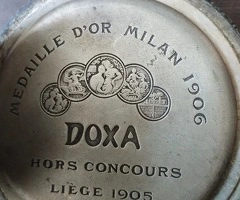 MEDAILLE D'OR MILAN 1906
DOXA
HORS CONCOURS
LIÈGE 1905